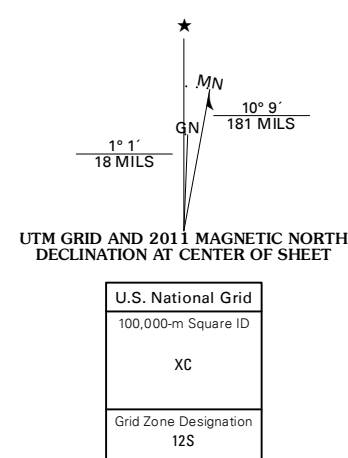 ★
MN
GN
10° 9´
181 MILS
1° 1´
18 MILS
UTM GRID AND 2011 MAGNETIC NORTH
DECLINATION AT CENTER OF SHEET
U.S. National Grid
100,000-m Square ID
XC
Grid Zone Designation
12S